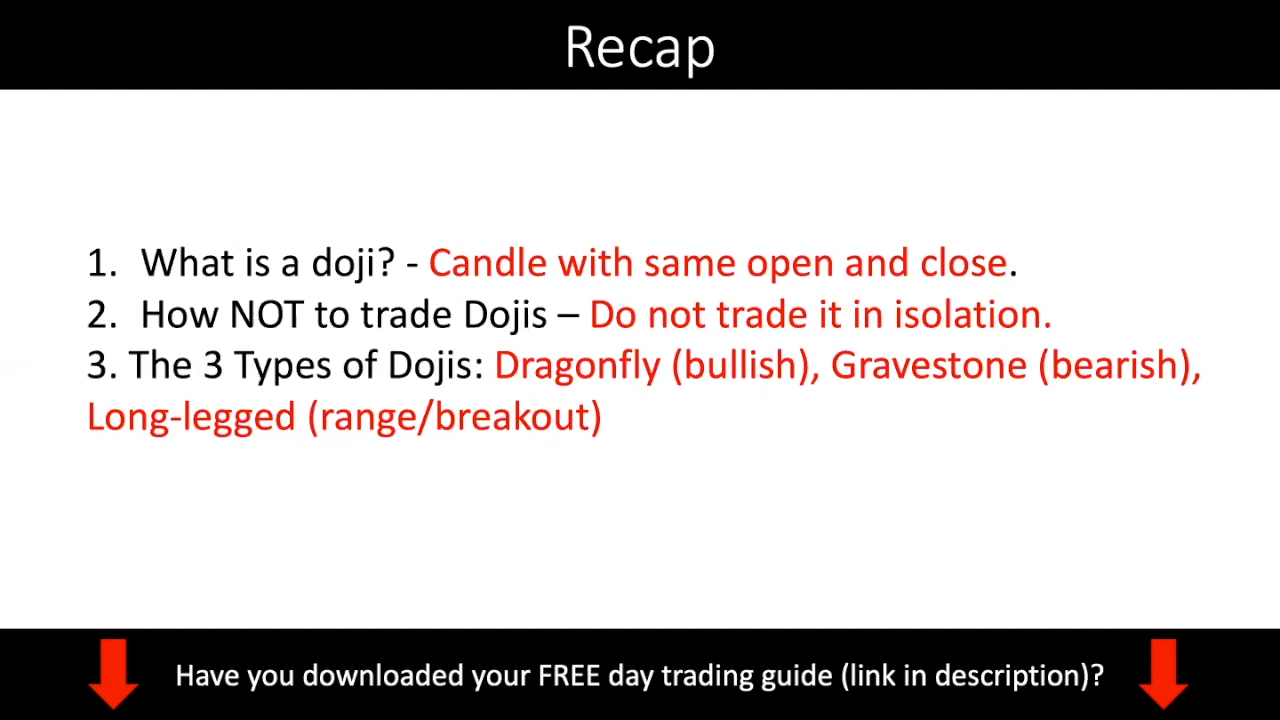 Recap
1. What is a doji? - Candle with same open and close.
2. How NOT to trade Dojis – Do not trade it in isolation.
3. The 3 Types of Dojis: Dragonfly (bullish), Gravestone (bearish),
Long-legged (range/breakout)
Have you downloaded your FREE day trading guide (link in description)?